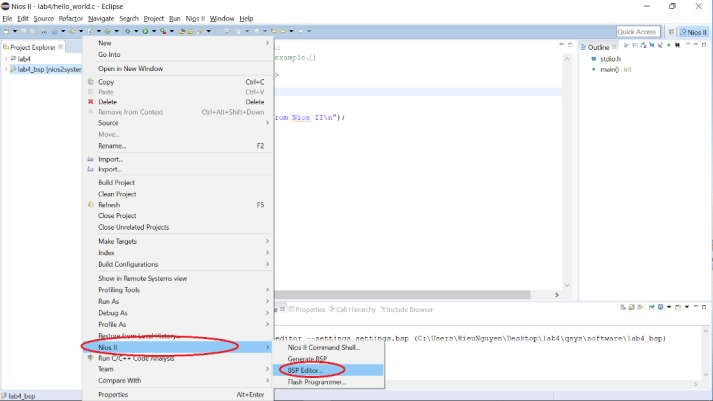 Nios II - lab4/hello_world.c - Eclipse
File Edit Source Refactor Navigate Search Project Run Nios II Window Help
Quick Access
Nios II
Project Explorer
lab4
lab4_bsp [nios2system
New
Go Into
Open in New Window
Copy Ctrl+C
Paste Ctrl+V
Delete Delete
Remove from Context Ctrl+Alt+Shift+Down
Source
Move...
Rename... F2
Import...
Export...
Build Project
Clean Project
Refresh F5
Close Project
Close Unrelated Projects
Make Targets
Index
Build Configurations
Show in Remote Systems view
Profiling Tools
Run As
Debug As
Profile As
Restore from Local History...
Nios II
Run C/C++ Code Analysis
Team
Compare With
Properties Alt+Enter
Nios II Command Shell...
Generate BSP
BSP Editor...
Flash Programmer...
example.
>
rom Nios II\n");
Outline
stdio.h
main() : int
Properties Call Hierarchy Include Browser
editor --settings settings.bsp (C:\Users\HieuNguyen\Desktop\lab4\qsys\software\lab4_bsp)
lab4_bsp